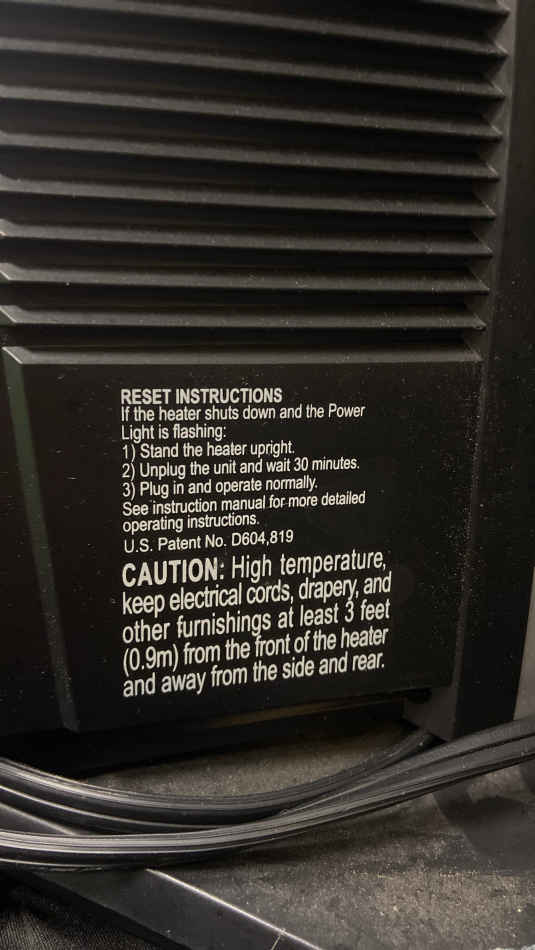 RESET INSTRUCTIONS
If the heater shuts down and the Power
Light is flashing:
1) Stand the heater upright.
2) Unplug the unit and wait 30 minutes.
3) Plug in and operate normally.
See instruction manual for more detailed
operating instructions.
U.S. Patent No. D604,819
CAUTION: High temperature,
keep electrical cords, drapery, and
other furnishings at least 3 feet
(0.9m) from the front of the heater
and away from the side and rear.